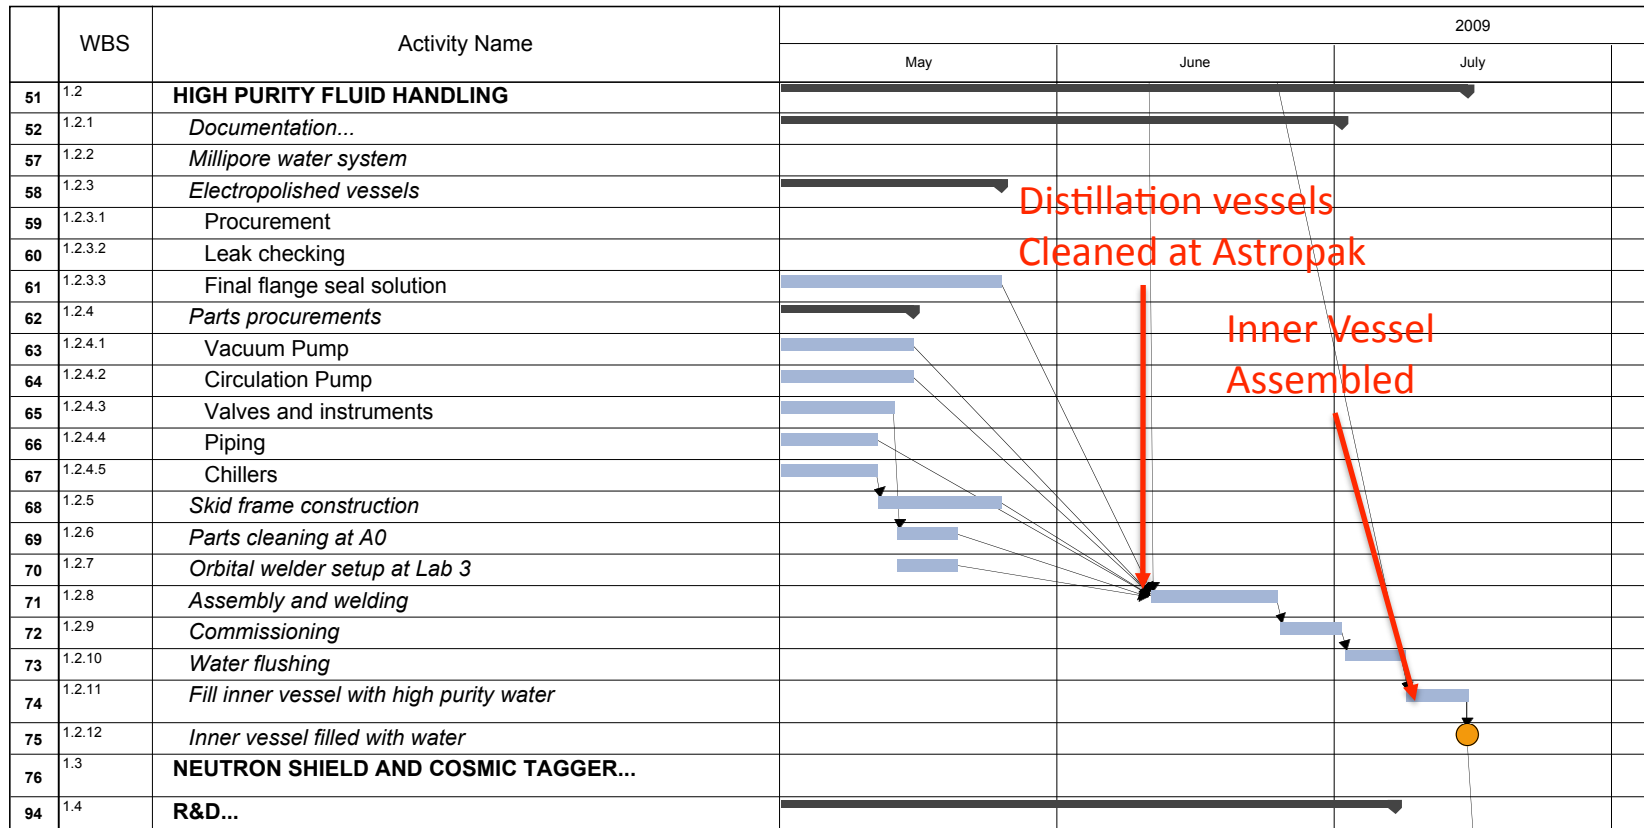 2009
WBS Activity Name
May June July
51 1.2 HIGH PURITY FLUID HANDLING
52 1.2.1 Documentation...
57 1.2.2 Millipore water system
58 1.2.3 Electropolished vessels
Distillation vessels
59 1.2.3.1 Procurement
60 1.2.3.2 Leak checking
Cleaned at Astropak
61 1.2.3.3 Final flange seal solution
62 1.2.4 Parts procurements
Inner Vessel
63 1.2.4.1 Vacuum Pump
64 1.2.4.2 Circulation Pump
Assembled
65 1.2.4.3 Valves and instruments
66 1.2.4.4 Piping
67 1.2.4.5 Chillers
68 1.2.5 Skid frame construction
69 1.2.6 Parts cleaning at A0
70 1.2.7 Orbital welder setup at Lab 3
71 1.2.8 Assembly and welding
72 1.2.9 Commissioning
73 1.2.10 Water flushing
74 1.2.11 Fill inner vessel with high purity water
75 1.2.12 Inner vessel filled with water
76 1.3 NEUTRON SHIELD AND COSMIC TAGGER...
94 1.4 R&D...